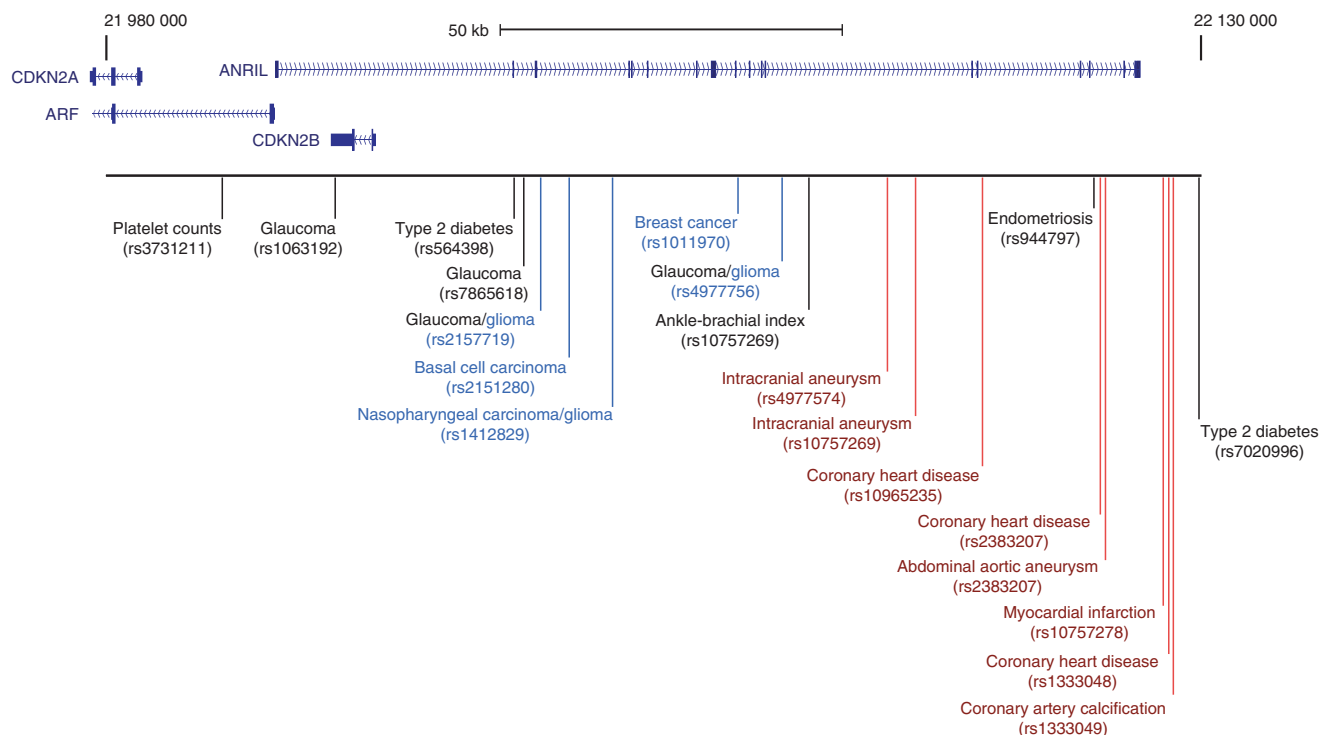 21 980 000
50 kb
22 130 000
CDKN2A
ANRIL
ARF
CDKN2B
Platelet counts
(rs3731211)
Glaucoma
(rs1063192)
Type 2 diabetes
(rs564398)
Glaucoma
(rs7865618)
Glaucoma/glioma
(rs2157719)
Basal cell carcinoma
(rs2151280)
Nasopharyngeal carcinoma/glioma
(rs1412829)
Breast cancer
(rs1011970)
Glaucoma/glioma
(rs4977756)
Ankle-brachial index
(rs10757269)
Intracranial aneurysm
(rs4977574)
Intracranial aneurysm
(rs10757269)
Coronary heart disease
(rs10965235)
Endometriosis
(rs944797)
Coronary heart disease
(rs2383207)
Abdominal aortic aneurysm
(rs2383207)
Myocardial infarction
(rs10757278)
Coronary heart disease
(rs1333048)
Coronary artery calcification
(rs1333049)
Type 2 diabetes
(rs7020996)